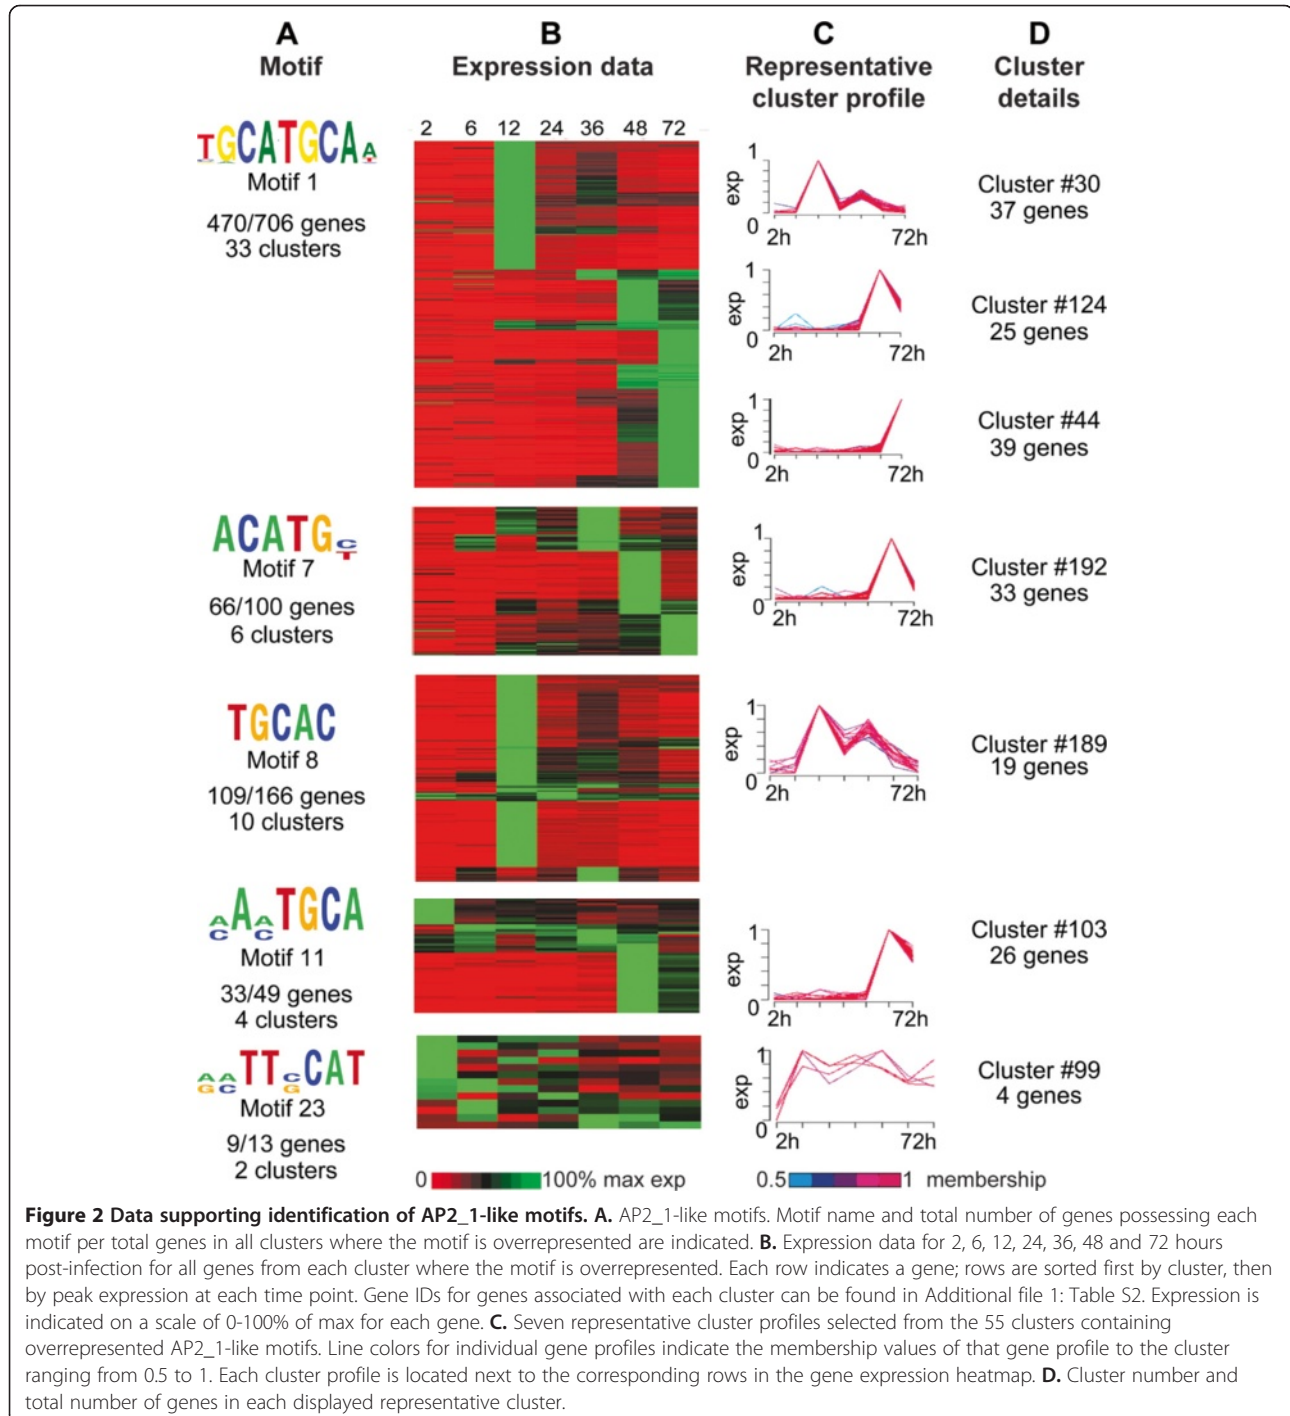 A
B
C
D
Motif
Expression data
Representative
cluster profile
Cluster
details
2 6 12 24 36 48 72
TGCATGCAA
T
Motif 1
470/706 genes
33 clusters
1
exp
0
2h
72h
Cluster #30
37 genes
1
exp
0
2h
72h
Cluster #124
25 genes
1
exp
0
2h
72h
Cluster #44
39 genes
ACATGC
T
Motif 7
66/100 genes
6 clusters
1
exp
0
2h
72h
Cluster #192
33 genes
TGCAC
Motif 8
109/166 genes
10 clusters
1
exp
0
2h
72h
Cluster #189
19 genes
AAATGCA
C C
Motif 11
33/49 genes
4 clusters
1
exp
0
2h
72h
Cluster #103
26 genes
AATTCCAT
GC G
Motif 23
9/13 genes
2 clusters
1
exp
0
2h
72h
Cluster #99
4 genes
0 100% max exp
0.5 1 membership
Figure 2 Data supporting identification of AP2_1-like motifs. A. AP2_1-like motifs. Motif name and total number of genes possessing each
motif per total genes in all clusters where the motif is overrepresented are indicated. B. Expression data for 2, 6, 12, 24, 36, 48 and 72 hours
post-infection for all genes from each cluster where the motif is overrepresented. Each row indicates a gene; rows are sorted first by cluster, then
by peak expression at each time point. Gene IDs for genes associated with each cluster can be found in Additional file 1: Table S2. Expression is
indicated on a scale of 0-100% of max for each gene. C. Seven representative cluster profiles selected from the 55 clusters containing
overrepresented AP2_1-like motifs. Line colors for individual gene profiles indicate the membership values of that gene profile to the cluster
ranging from 0.5 to 1. Each cluster profile is located next to the corresponding rows in the gene expression heatmap. D. Cluster number and
total number of genes in each displayed representative cluster.